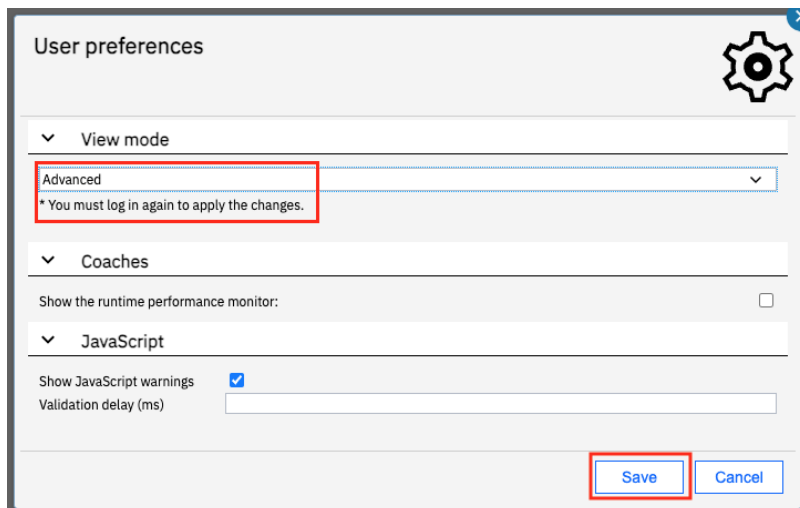 User preferences
View mode
Advanced
* You must log in again to apply the changes.
Coaches
Show the runtime performance monitor:
JavaScript
Show JavaScript warnings
Validation delay (ms)
Save Cancel